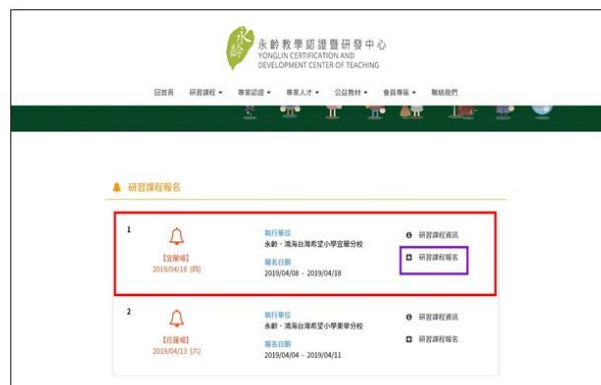 永齡
永齡教學認證暨研發中心
YONGLIN CERTIFICATION AND
DEVELOPMENT CENTER OF TEACHING
回首頁 研習課程 專業認證 專業人才 公益教材 會員專區 聯絡我們
研習課程報名
1
【宜蘭場】
2019/04/18 (四)
執行單位
永齡・鴻海台灣希望小學宜蘭分校
報名日期
2019/04/08 - 2019/04/18
研習課程資訊
研習課程報名
2
【花蓮場】
2019/04/13 (六)
執行單位
永齡・鴻海台灣希望小學東華分校
報名日期
2019/04/04 - 2019/04/11
研習課程資訊
研習課程報名